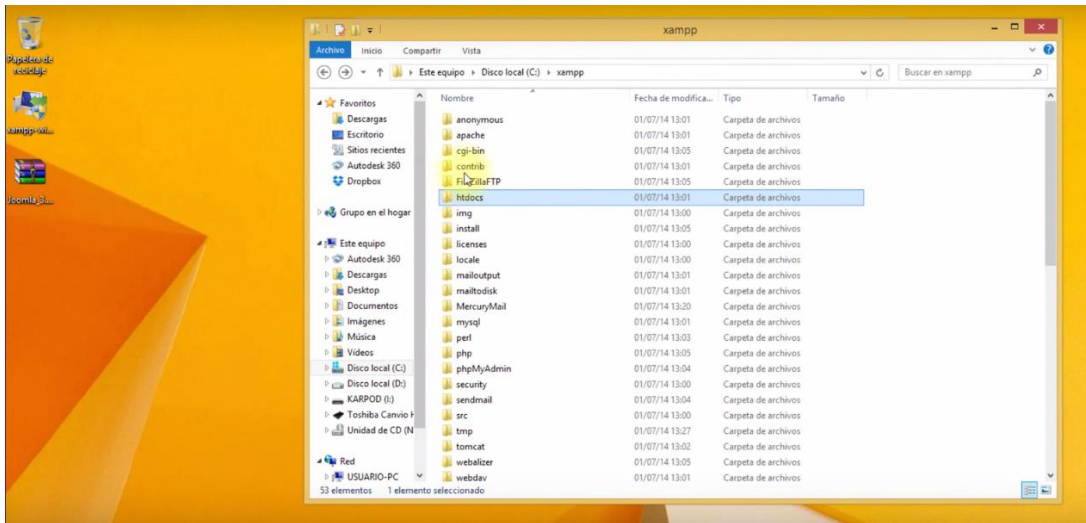 Papelera de
reciclaje
xampp-wi...
Joomla_3....
xampp
Archivo Inicio Compartir Vista
Este equipo Disco local (C:) xampp
Buscar en xampp
Nombre Fecha de modifica... Tipo Tamaño
Favoritos
Descargas
Escritorio
Sitios recientes
Autodesk 360
Dropbox
Grupo en el hogar
Este equipo
Autodesk 360
Descargas
Desktop
Documentos
Imágenes
Música
Vídeos
Disco local (C:)
Disco local (D:)
KARPOD (I:)
Toshiba Canvio
Unidad de CD (N
Red
USUARIO-PC
anonymous 01/07/14 13:01 Carpeta de archivos
apache 01/07/14 13:01 Carpeta de archivos
cgi-bin 01/07/14 13:05 Carpeta de archivos
contrib 01/07/14 13:01 Carpeta de archivos
FileZillaFTP 01/07/14 13:05 Carpeta de archivos
htdocs 01/07/14 13:01 Carpeta de archivos
img 01/07/14 13:00 Carpeta de archivos
install 01/07/14 13:05 Carpeta de archivos
licenses 01/07/14 13:00 Carpeta de archivos
locale 01/07/14 13:00 Carpeta de archivos
mailoutput 01/07/14 13:01 Carpeta de archivos
mailtodisk 01/07/14 13:01 Carpeta de archivos
MercuryMail 01/07/14 13:20 Carpeta de archivos
mysql 01/07/14 13:01 Carpeta de archivos
perl 01/07/14 13:03 Carpeta de archivos
php 01/07/14 13:05 Carpeta de archivos
phpMyAdmin 01/07/14 13:04 Carpeta de archivos
security 01/07/14 13:00 Carpeta de archivos
sendmail 01/07/14 13:04 Carpeta de archivos
src 01/07/14 13:00 Carpeta de archivos
tmp 01/07/14 13:27 Carpeta de archivos
tomcat 01/07/14 13:02 Carpeta de archivos
webalizer 01/07/14 13:05 Carpeta de archivos
webdav 01/07/14 13:01 Carpeta de archivos
53 elementos 1 elemento seleccionado